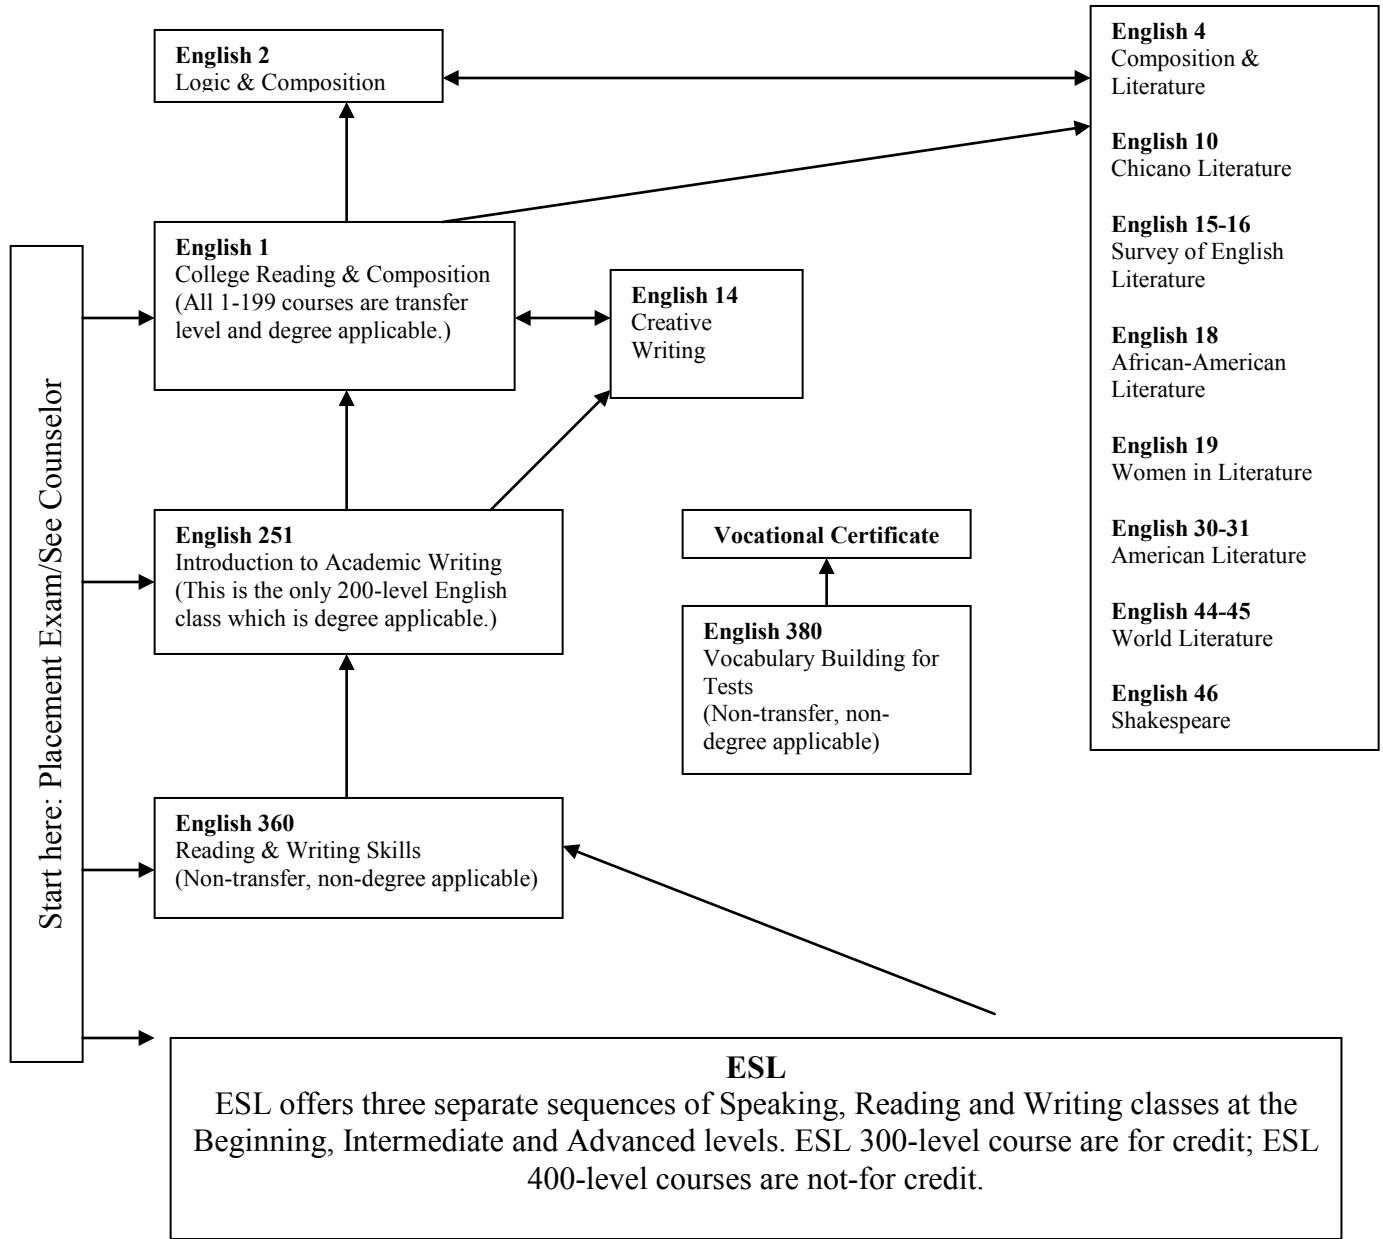 English 2
Logic & Composition
English 4
Composition &
Literature
English 10
Chicano Literature
English 15-16
Survey of English
Literature
English 18
African-American
Literature
English 19
Women in Literature
English 30-31
American Literature
English 44-45
World Literature
English 46
Shakespeare
English 1
College Reading & Composition
(All 1-199 courses are transfer
level and degree applicable.)
English 14
Creative
Writing
Start here: Placement Exam/See Counselor
English 251
Introduction to Academic Writing
(This is the only 200-level English
class which is degree applicable.)
Vocational Certificate
English 380
Vocabulary Building for
Tests
(Non-transfer, non-
degree applicable)
English 360
Reading & Writing Skills
(Non-transfer, non-degree applicable)
ESL
ESL offers three separate sequences of Speaking, Reading and Writing classes at the
Beginning, Intermediate and Advanced levels. ESL 300-level course are for credit; ESL
400-level courses are not-for credit.